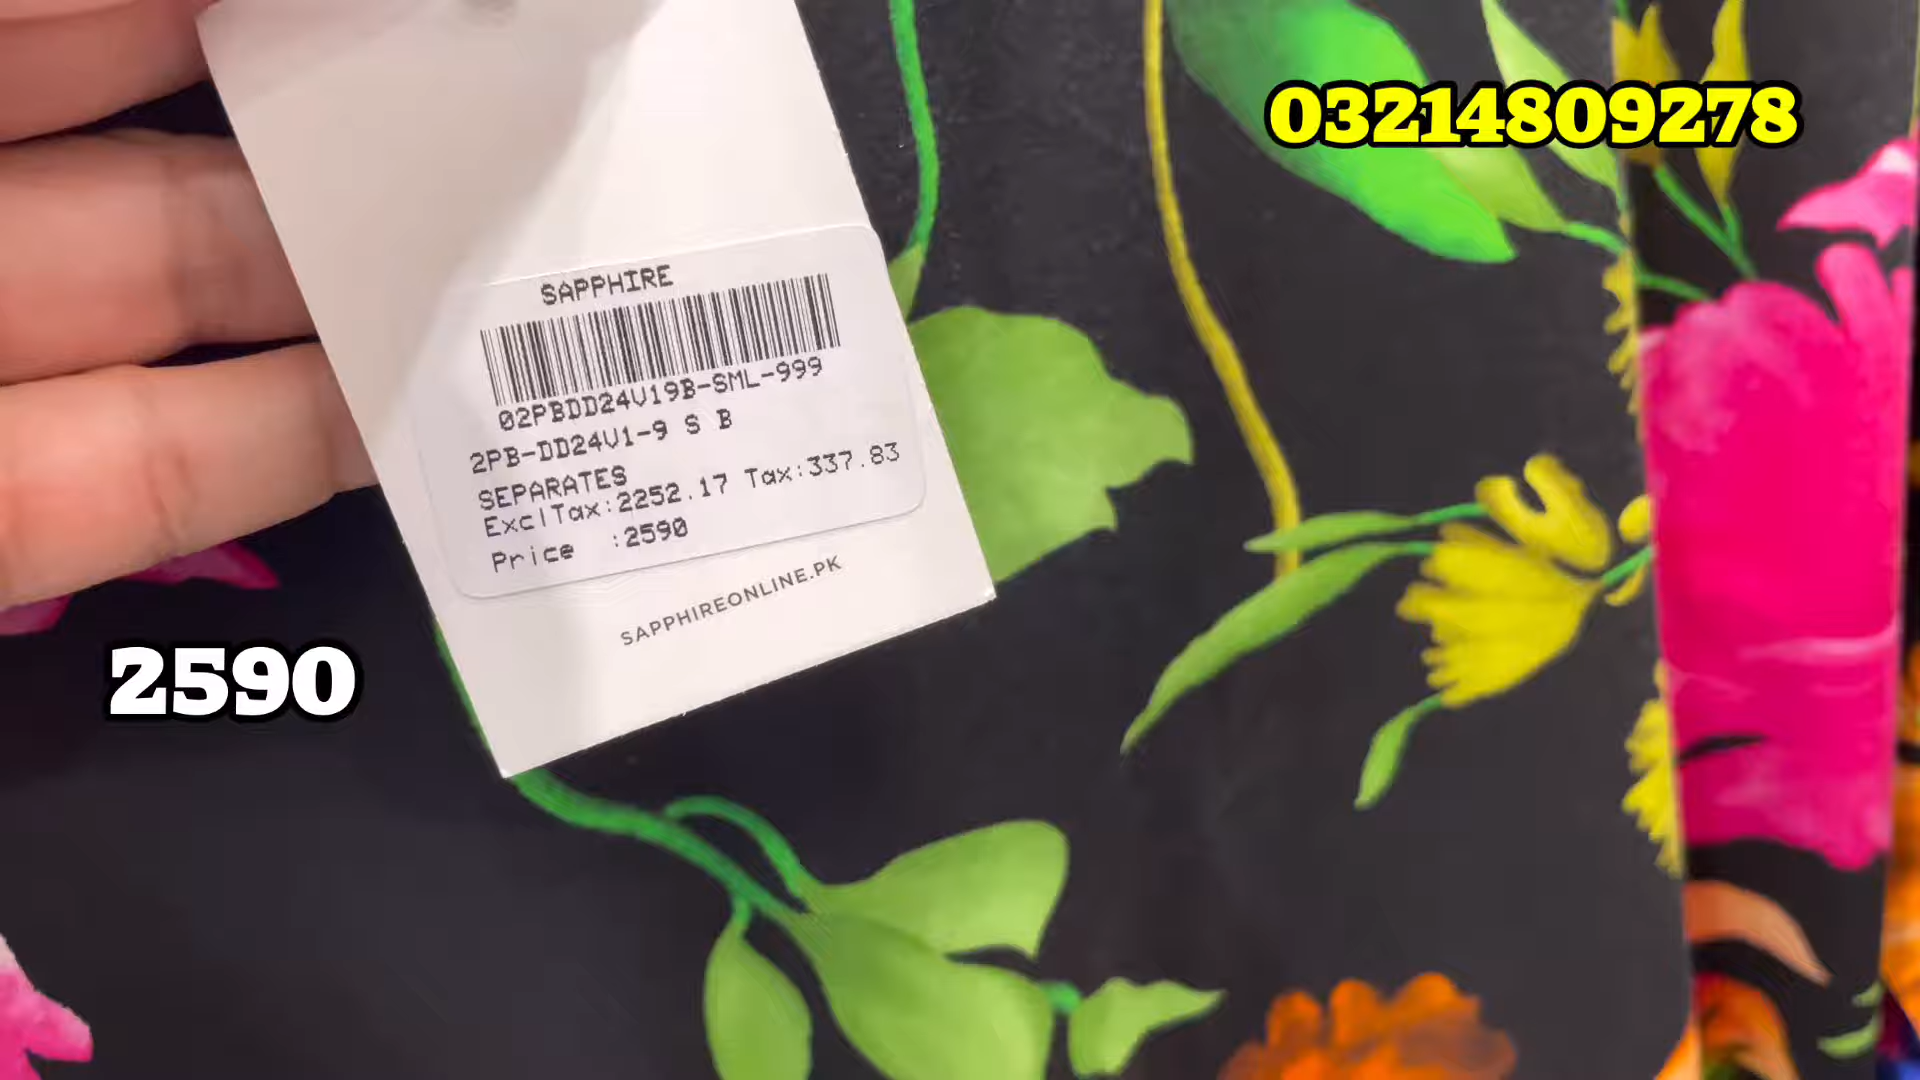 03214809278
SAPPHIRE
02PBDD24V19B-SML-999
2PB-DD24V1-9 S B
SEPARATES
ExclTax:2252.17 Tax:337.83
Price :2590
SAPPHIREONLINE.PK
2590